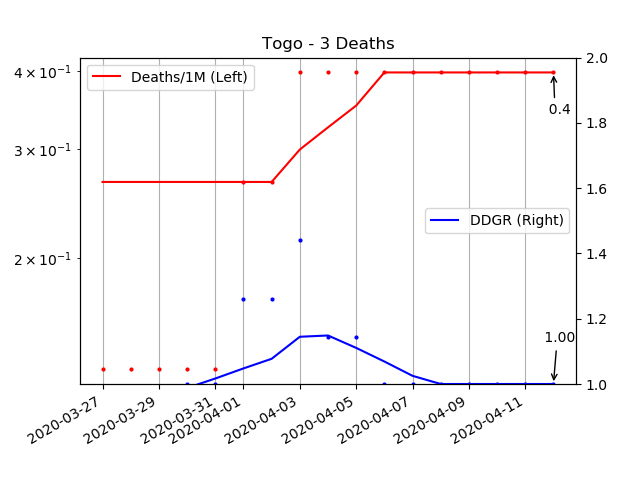 Togo - 3 Deaths
4 × 10⁻¹
3 × 10⁻¹
2 × 10⁻¹
Deaths/1M (Left)
DDGR (Right)
0.4
1.00
2.0
1.8
1.6
1.4
1.2
1.0
2020-03-27
2020-03-29
2020-03-31
2020-04-01
2020-04-03
2020-04-05
2020-04-07
2020-04-09
2020-04-11